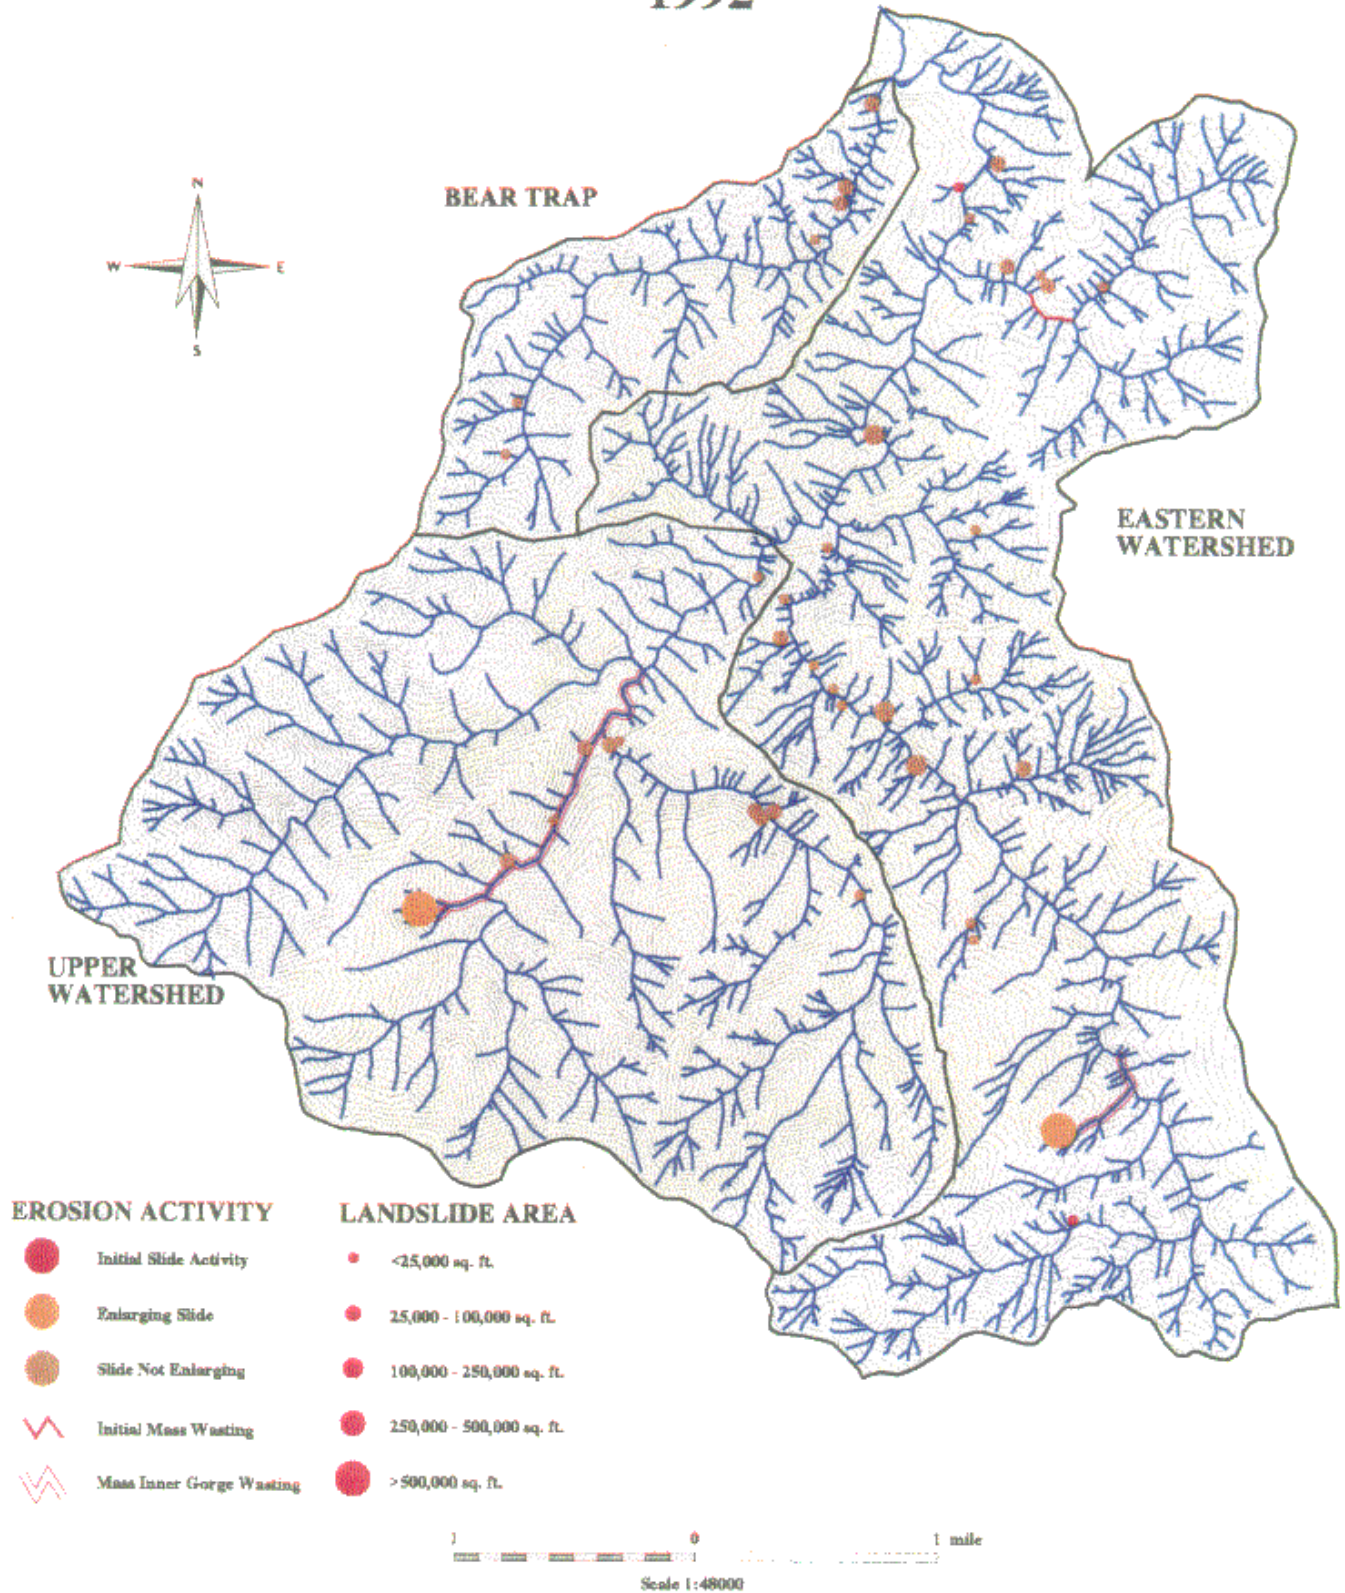 1992
N
BEAR TRAP
W E
S
EASTERN
WATERSHED
UPPER
WATERSHED
EROSION ACTIVITY
Initial Slide Activity
Enlarging Slide
Slide Not Enlarging
Initial Mass Wasting
Mass Inner Gorge Wasting
LANDSLIDE AREA
<25,000 sq. ft.
25,000 - 100,000 sq. ft.
100,000 - 250,000 sq. ft.
250,000 - 500,000 sq. ft.
>500,000 sq. ft.
1 0 1 mile
Scale 1:48000